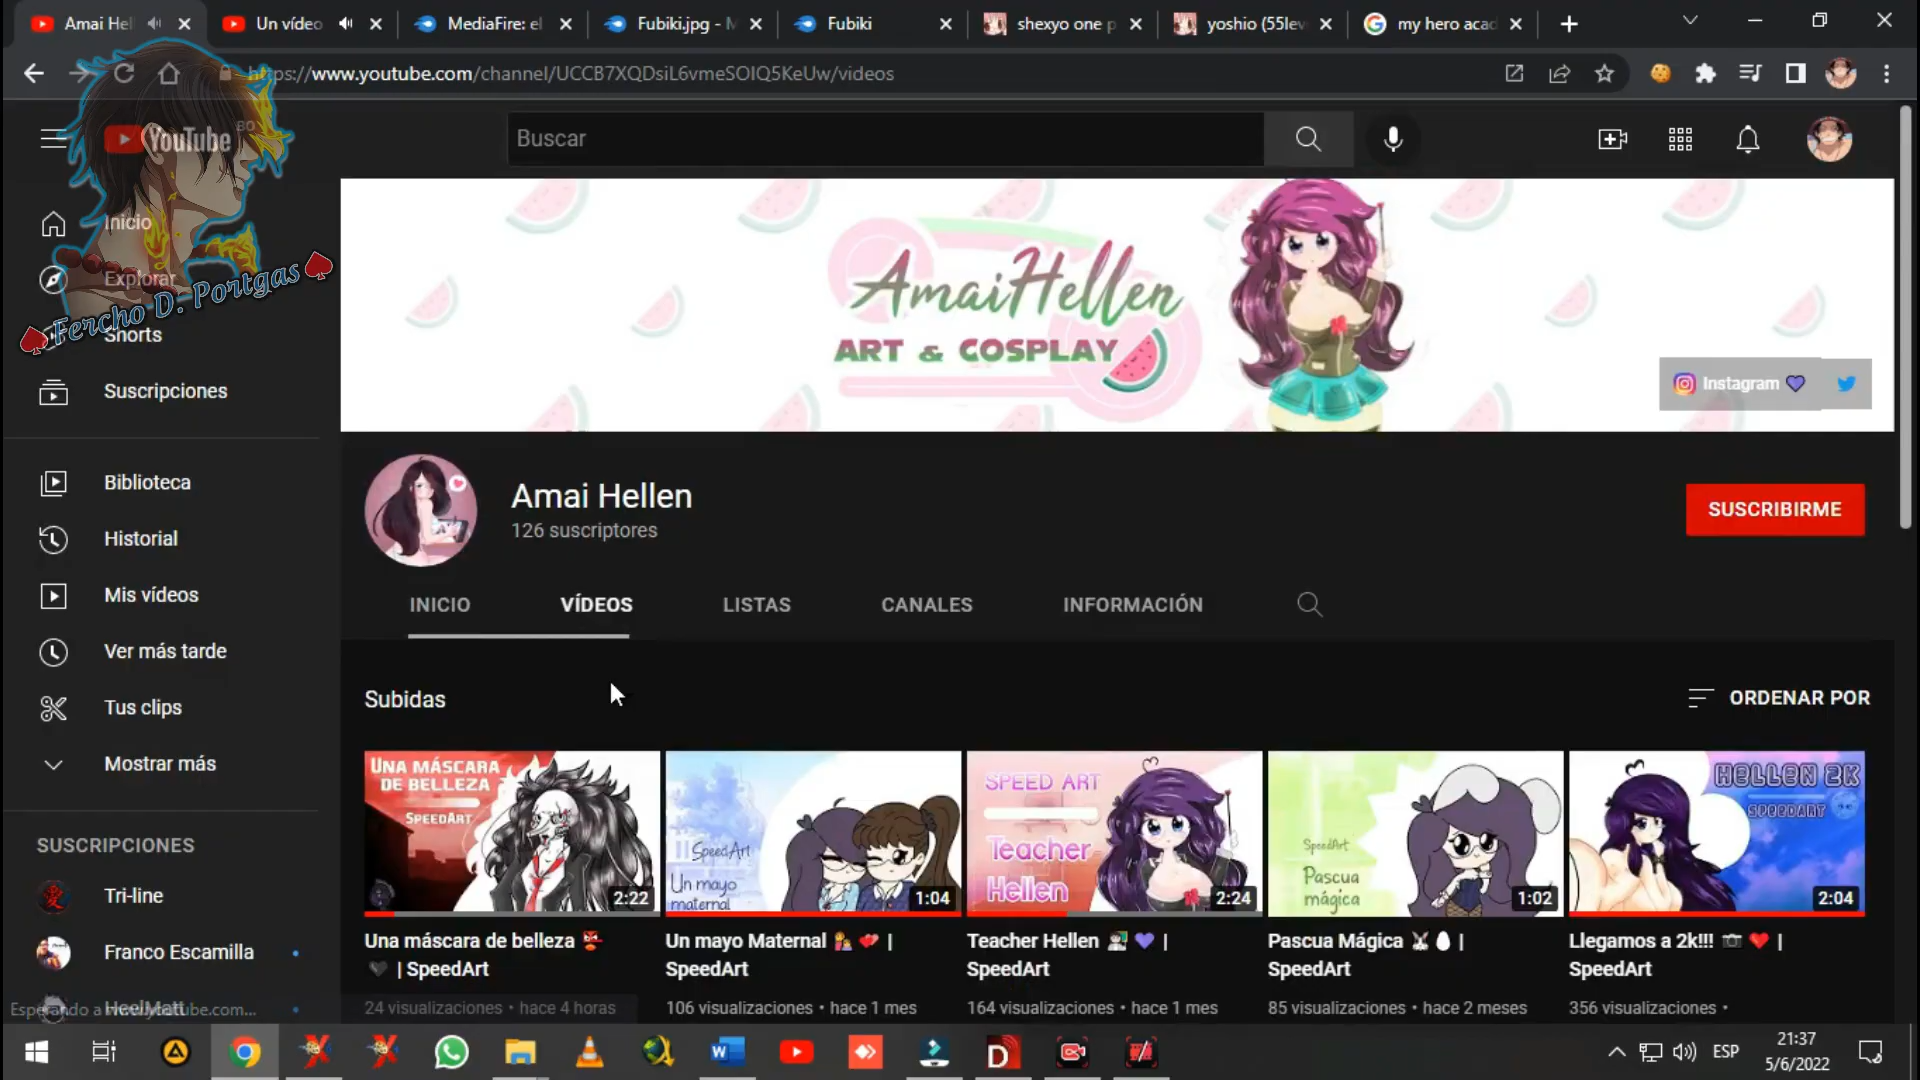 Amai Hel
Un vídeo
MediaFire: el
Fubiki.jpg - M
Fubiki
shexyo one p
yoshio (55leve
my hero acad
https://www.youtube.com/channel/UCCB7XQDsiL6vmeSOIQ5KeUw/videos
YouTube BO
Buscar
Inicio
Explorar
Fercho D. Portgas
Shorts
Suscripciones
Biblioteca
Historial
Mis vídeos
Ver más tarde
Tus clips
Mostrar más
SUSCRIPCIONES
Tri-line
Franco Escamilla
HeelMatt
AmaiHellen
ART & COSPLAY
Instagram
Amai Hellen
126 suscriptores
SUSCRIBIRME
INICIO
VÍDEOS
LISTAS
CANALES
INFORMACIÓN
Subidas
ORDENAR POR
UNA MÁSCARA
DE BELLEZA
SPEEDART
2:22
SpeedArt
Un mayo
maternal
1:04
SPEED ART
Teacher
Hellen
2:24
SpeedArt
Pascua
mágica
1:02
HELLEN 2K
SPEEDART
2:04
Una máscara de belleza 👺
🖤 | SpeedArt
24 visualizaciones • hace 4 horas
Un mayo Maternal |
SpeedArt
106 visualizaciones • hace 1 mes
Teacher Hellen |
SpeedArt
164 visualizaciones • hace 1 mes
Pascua Mágica |
SpeedArt
85 visualizaciones • hace 2 meses
Llegamos a 2k!!! |
SpeedArt
356 visualizaciones •
ESP
21:37
5/6/2022